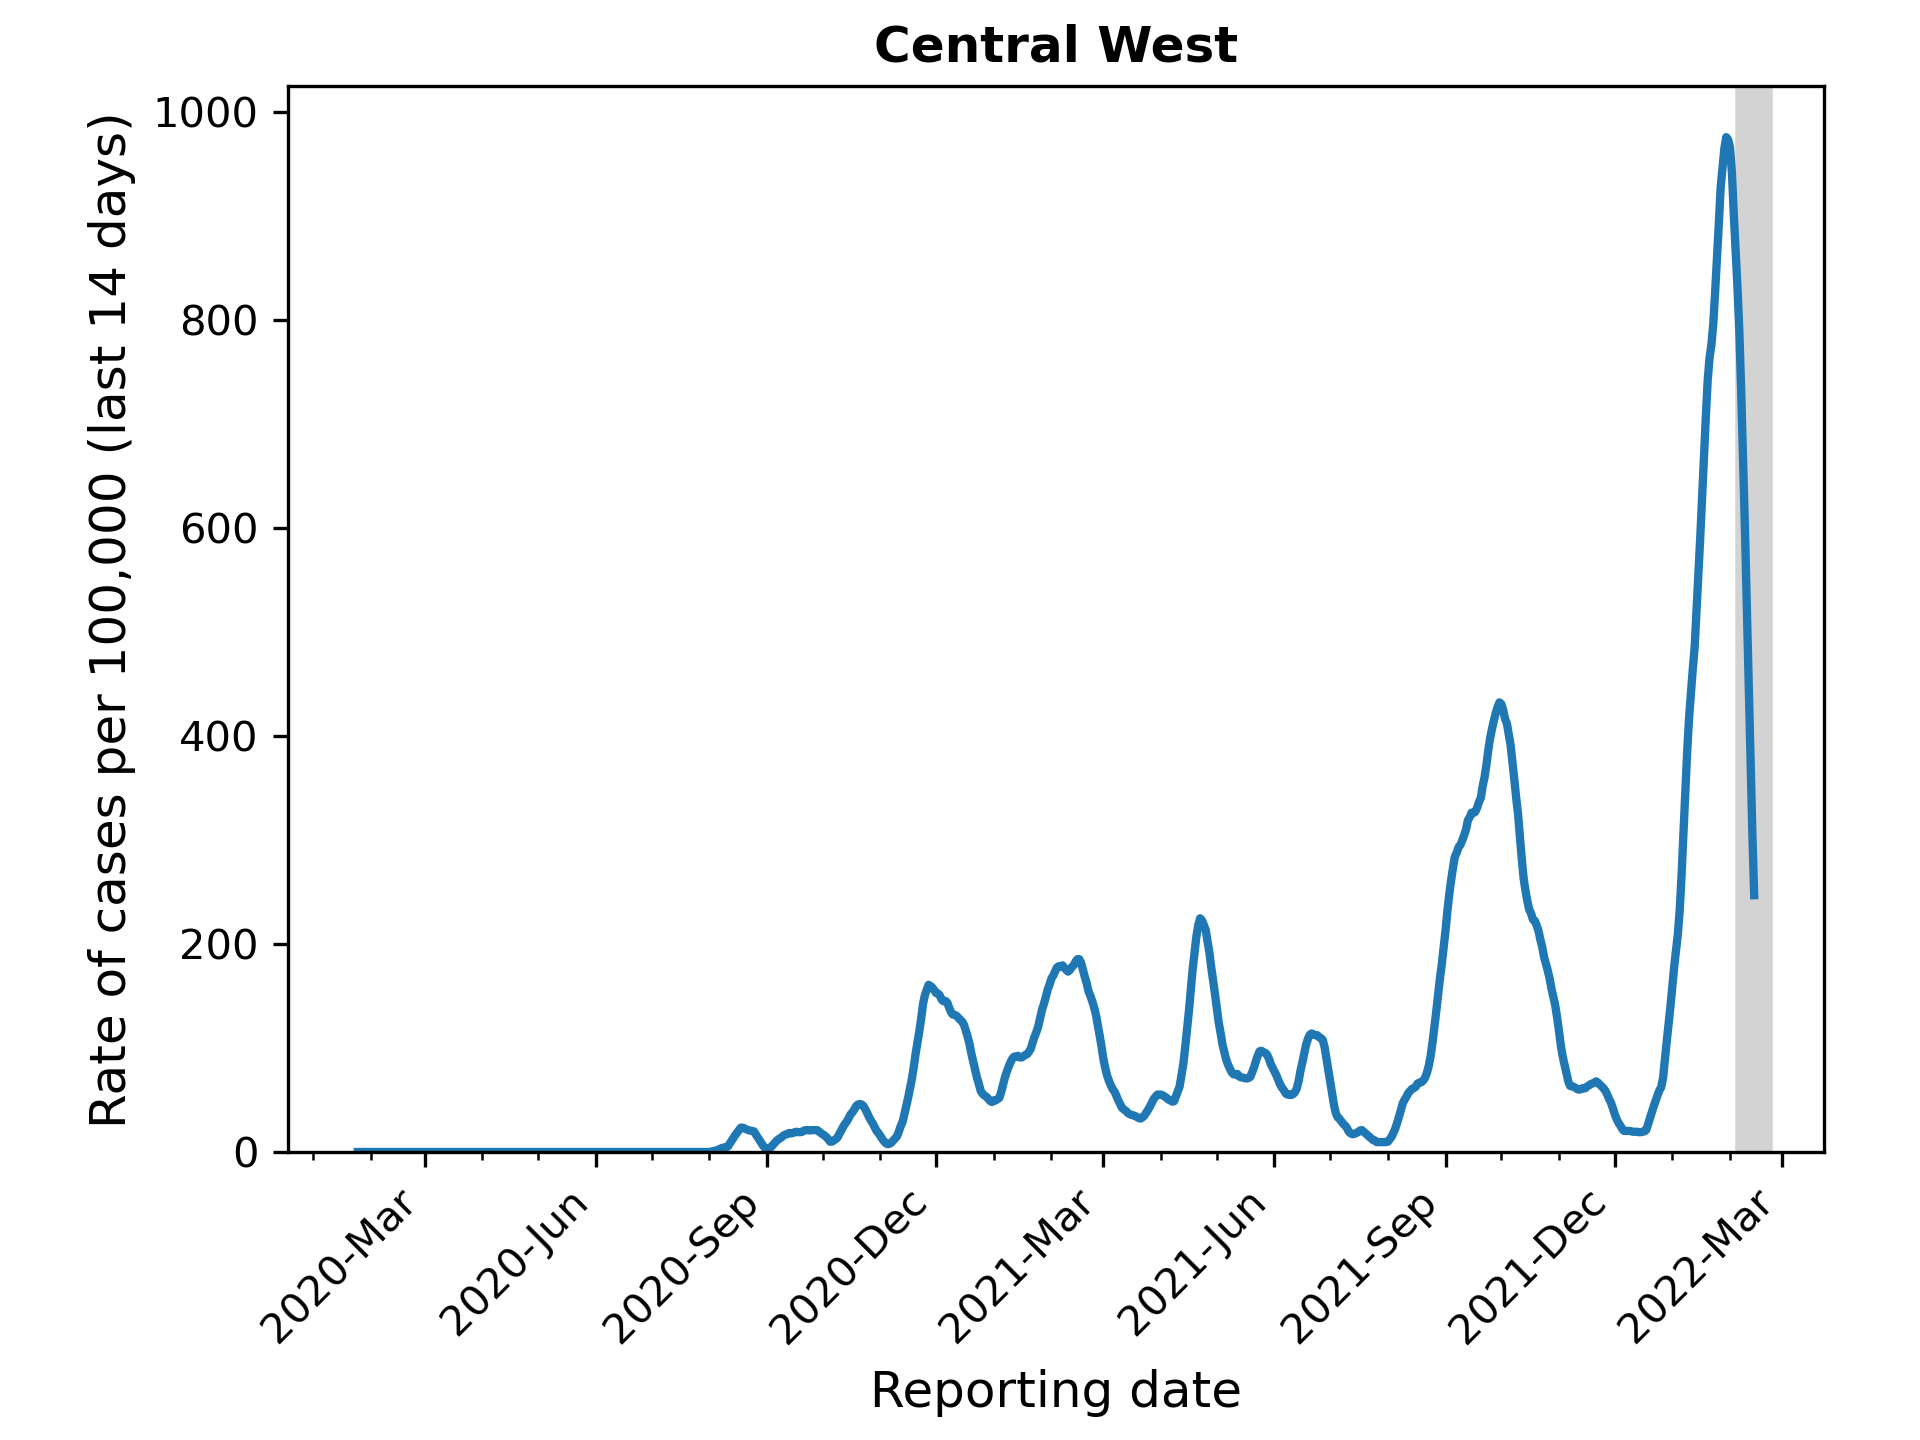 Central West
Rate of cases per 100,000 (last 14 days)
1000
800
600
400
200
0
2020-Mar
2020-Jun
2020-Sep
2020-Dec
2021-Mar
2021-Jun
2021-Sep
2021-Dec
2022-Mar
Reporting date